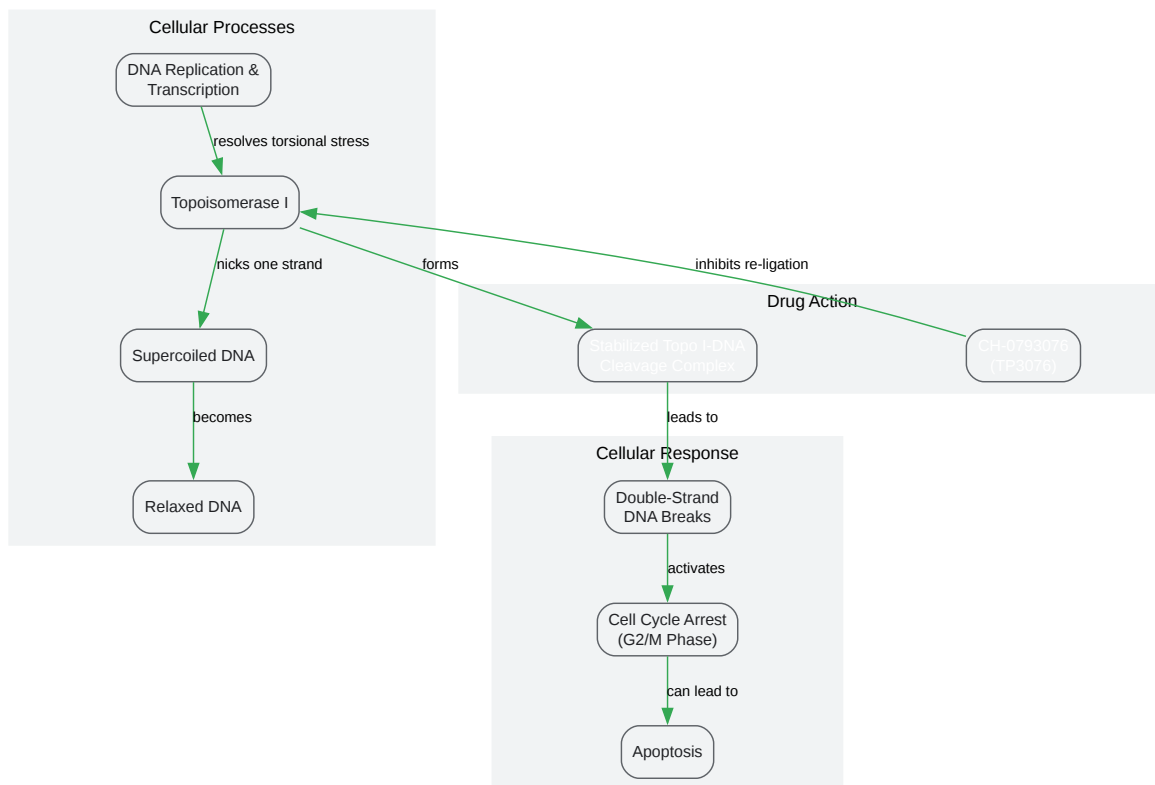 Cellular Processes
DNA Replication &
Transcription
resolves torsional stress
Topoisomerase I
nicks one strand
forms
inhibits re-ligation
Drug Action
Supercoiled DNA
Stabilized Topo I-DNA
Cleavage Complex
CH-0793076
(TP3076)
becomes
leads to
Cellular Response
Relaxed DNA
Double-Strand
DNA Breaks
activates
Cell Cycle Arrest
(G2/M Phase)
can lead to
Apoptosis